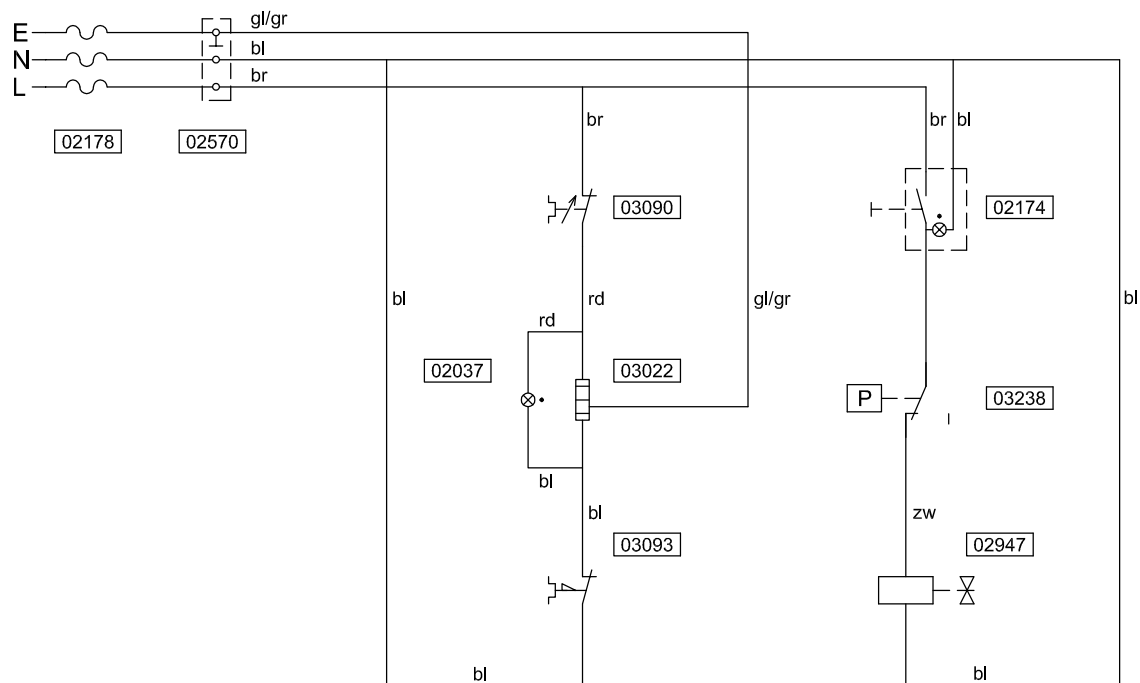 E
gl/gr
N
bl
L
br
02178
02570
br
br
bl
03090
02174
bl
rd
gl/gr
bl
rd
02037
03022
P
03238
bl
bl
zw
03093
02947
bl
bl